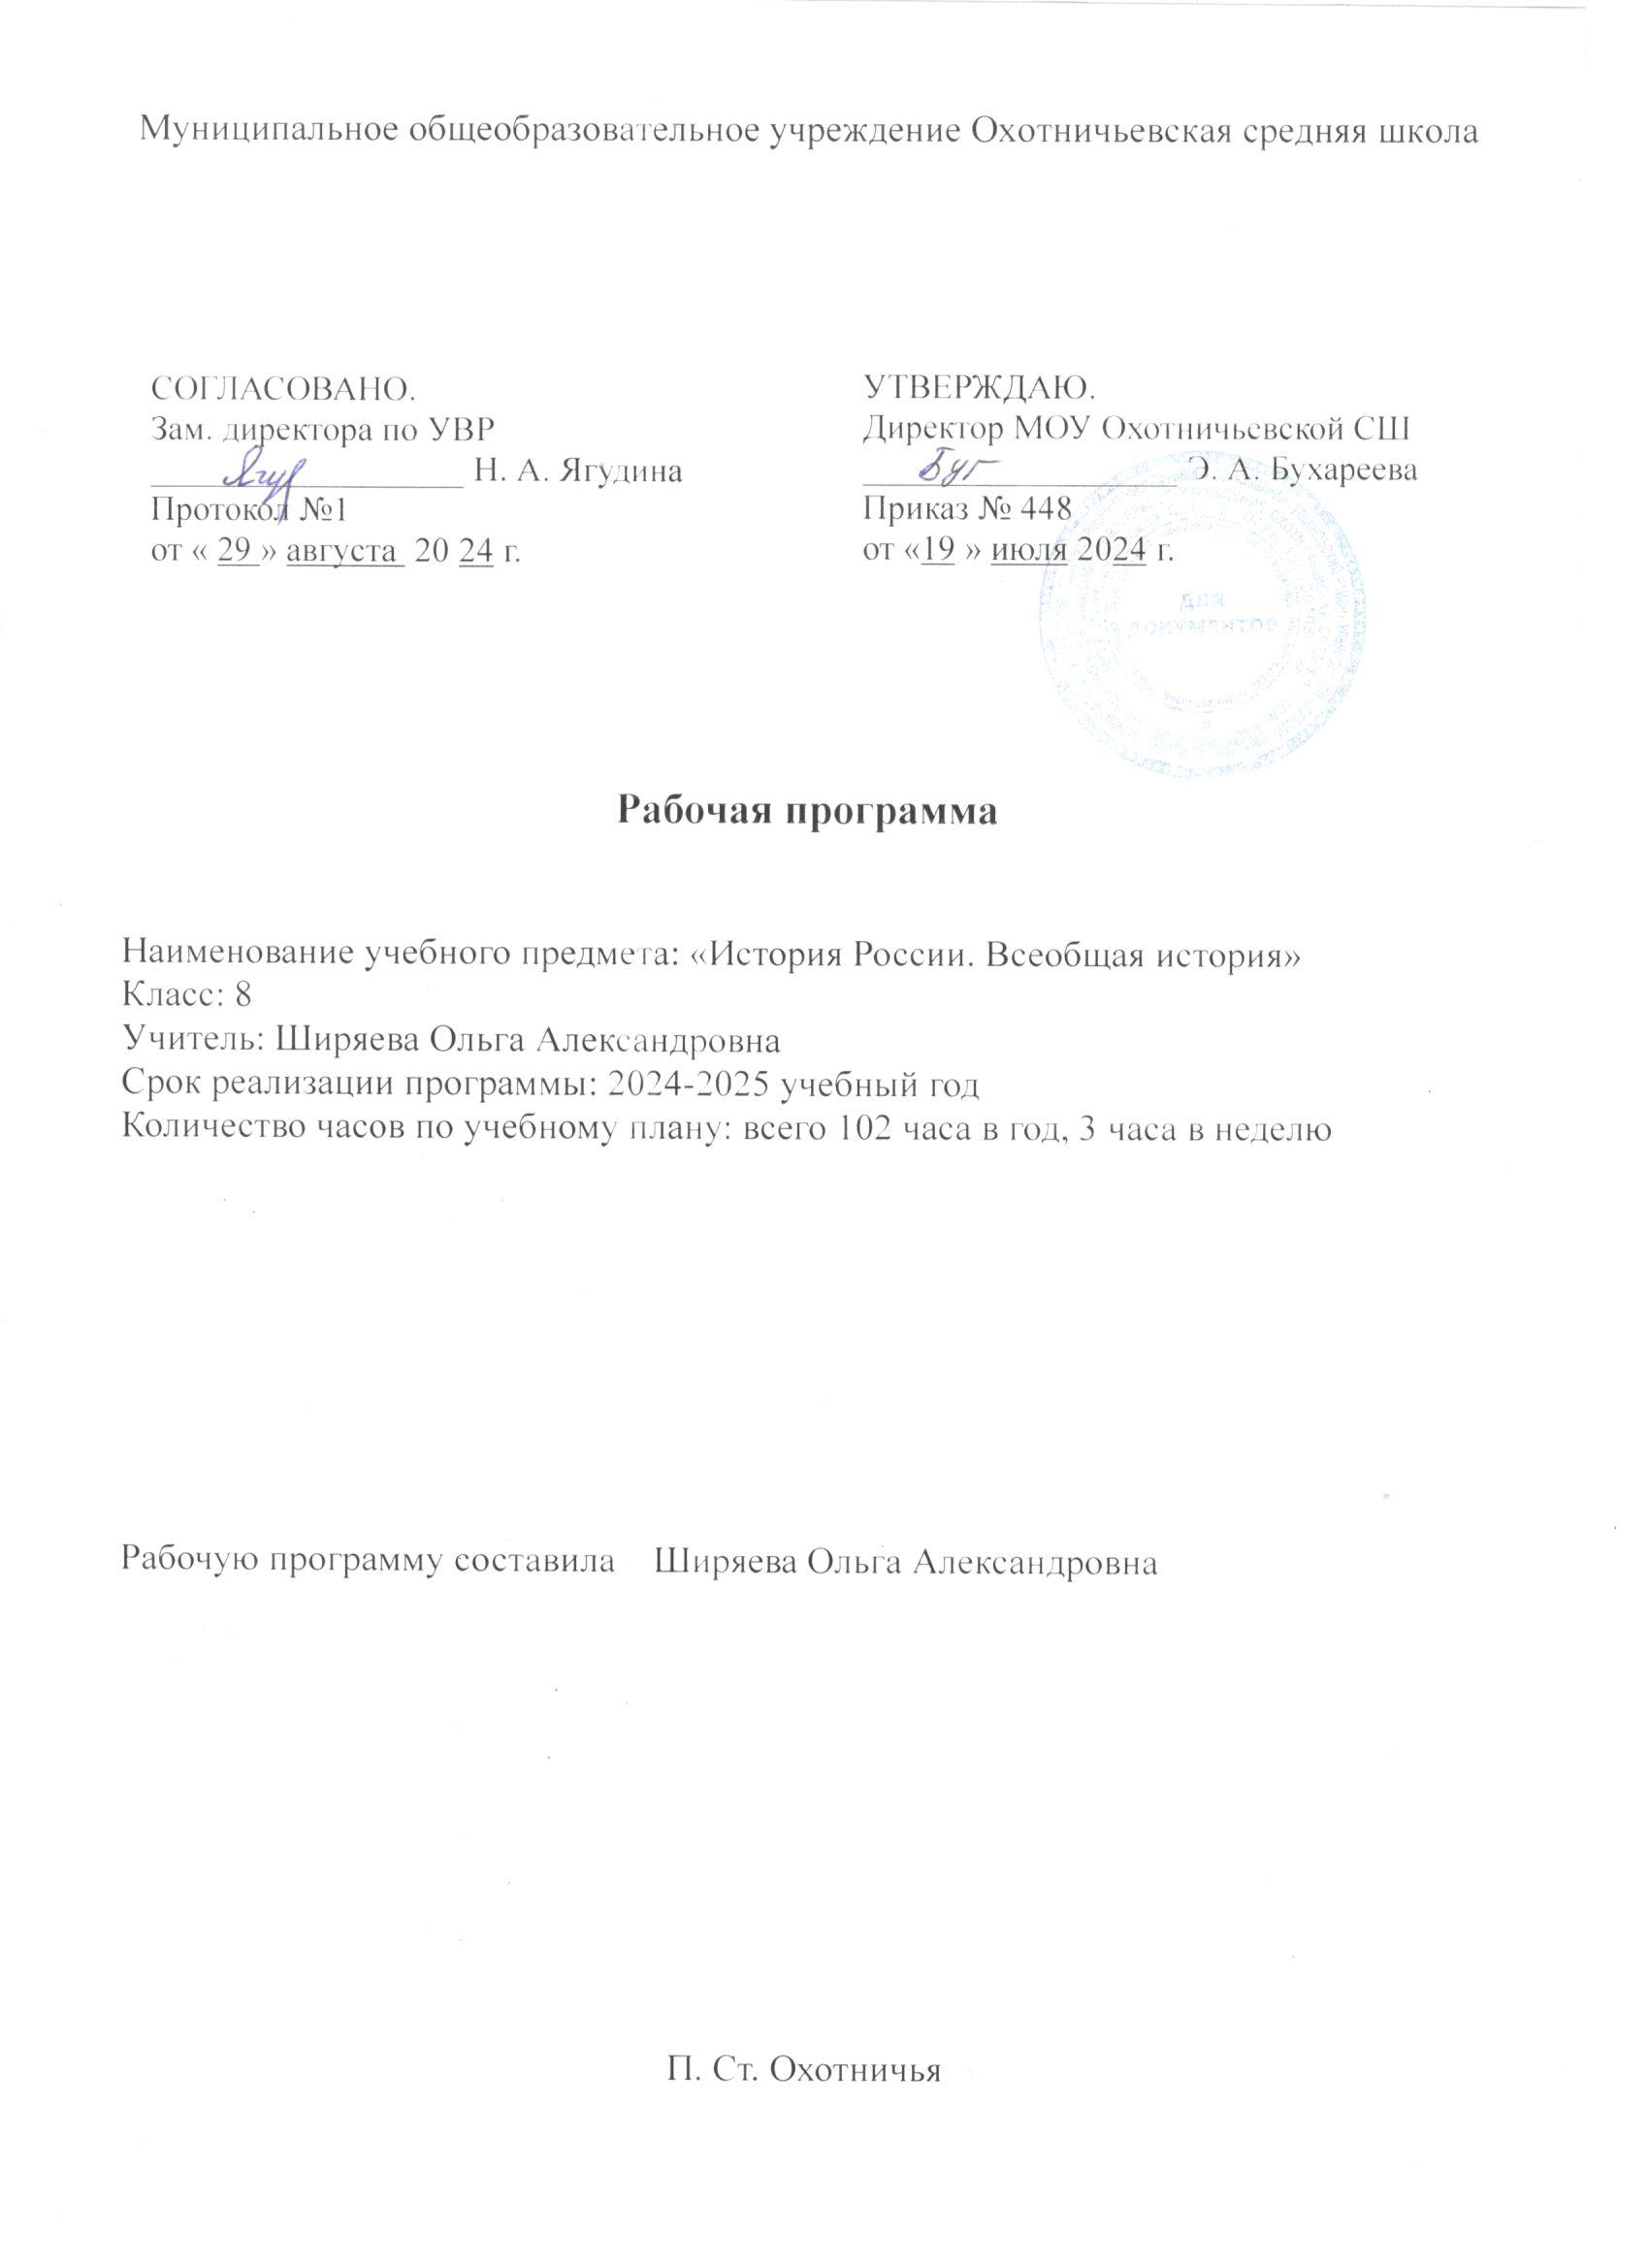 Муниципальное общеобразовательное учреждение Охотничьевская средняя школа
СОГЛАСОВАНО.
Зам. директора по УВР
Н. А. Ягудина
Протокол №1
от « 29 » августа 20 24 г.
УТВЕРЖДАЮ.
Директор МОУ Охотничьевской СШ
Э. А. Бухареева
Приказ № 448
от «19 » июля 2024 г.
ДЛЯ
ДОКУМЕНТОВ
Рабочая программа
Наименование учебного предмета: «История России. Всеобщая история»
Класс: 8
Учитель: Ширяева Ольга Александровна
Срок реализации программы: 2024-2025 учебный год
Количество часов по учебному плану: всего 102 часа в год, 3 часа в неделю
Рабочую программу составила Ширяева Ольга Александровна
П. Ст. Охотничья